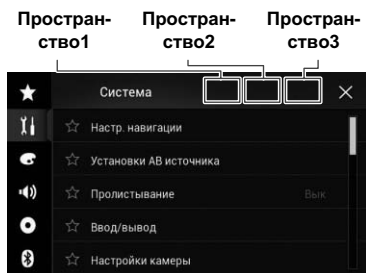 Простран-
ство1
Простран-
ство2
Простран-
ство3
Система
Настр. навигации
Установки АВ источника
Пролистывание Вык
Ввод/вывод
Настройки камеры